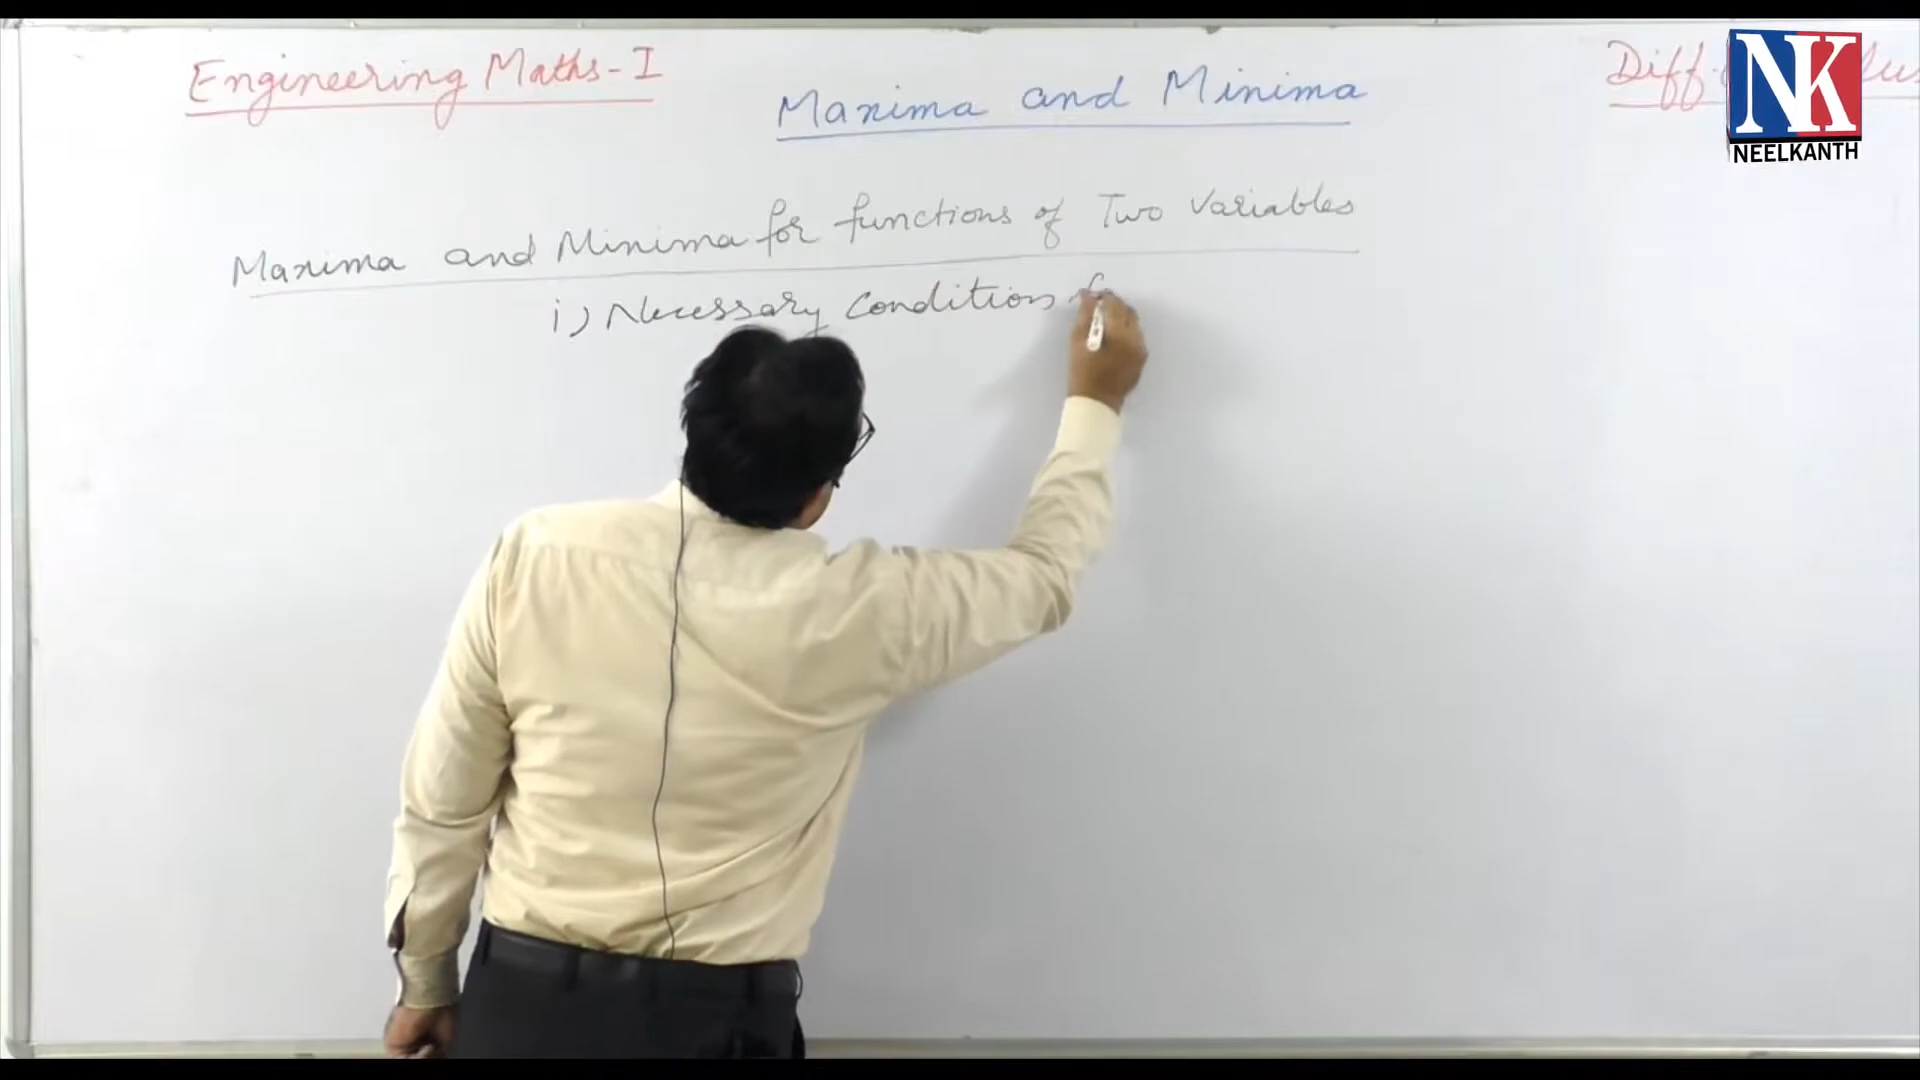 Engineering Maths-I
Maxima and Minima
Diff.
NK
NEELKANTH
Maxima and Minima for functions of Two Variables
i) Necessary Conditions